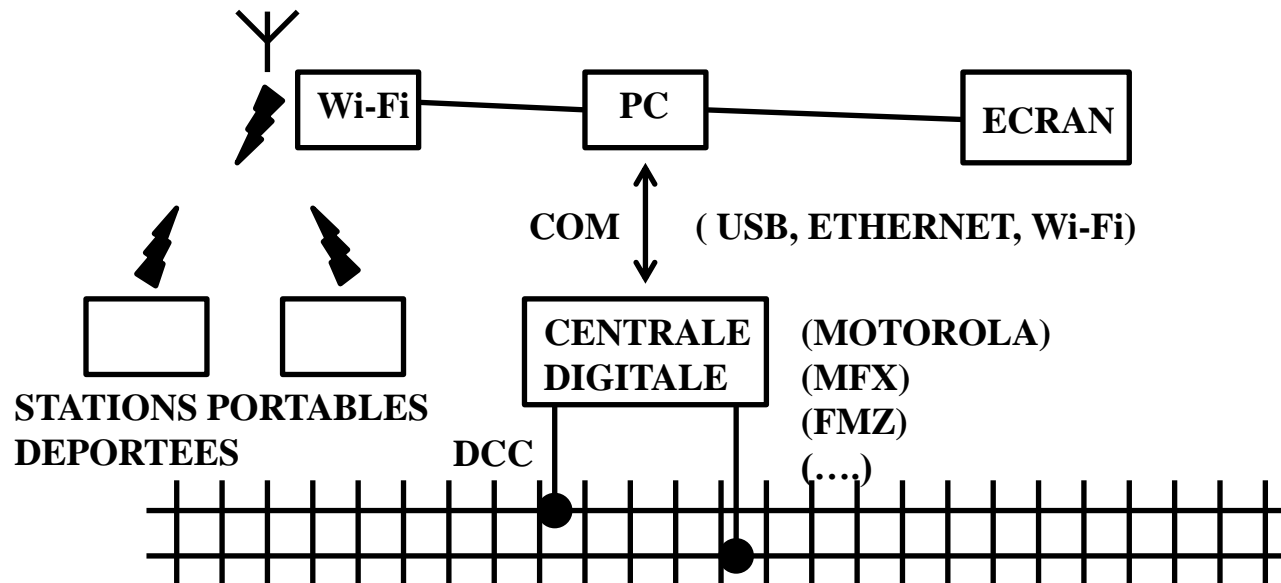 Wi-Fi
PC
ECRAN
COM
( USB, ETHERNET, Wi-Fi)
CENTRALE
DIGITALE
(MOTOROLA)
(MFX)
(FMZ)
(….)
STATIONS PORTABLES
DEPORTEES
DCC